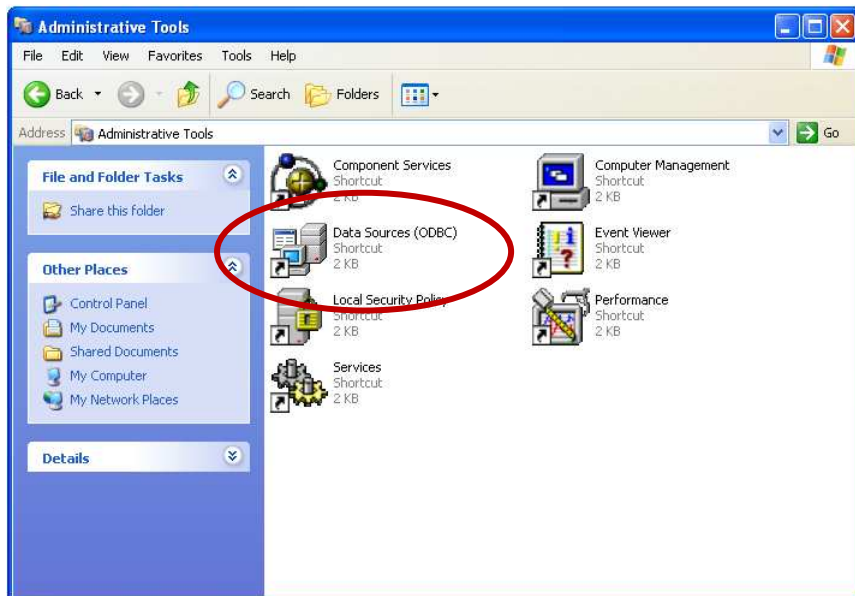 Administrative Tools
File Edit View Favorites Tools Help
Back Search Folders
Address Administrative Tools Go
File and Folder Tasks
Share this folder
Other Places
Control Panel
My Documents
Shared Documents
My Computer
My Network Places
Details
Component Services
Shortcut
2 KB
Computer Management
Shortcut
2 KB
Data Sources (ODBC)
Shortcut
2 KB
Event Viewer
Shortcut
2 KB
Local Security Policy
Shortcut
2 KB
Performance
Shortcut
2 KB
Services
Shortcut
2 KB